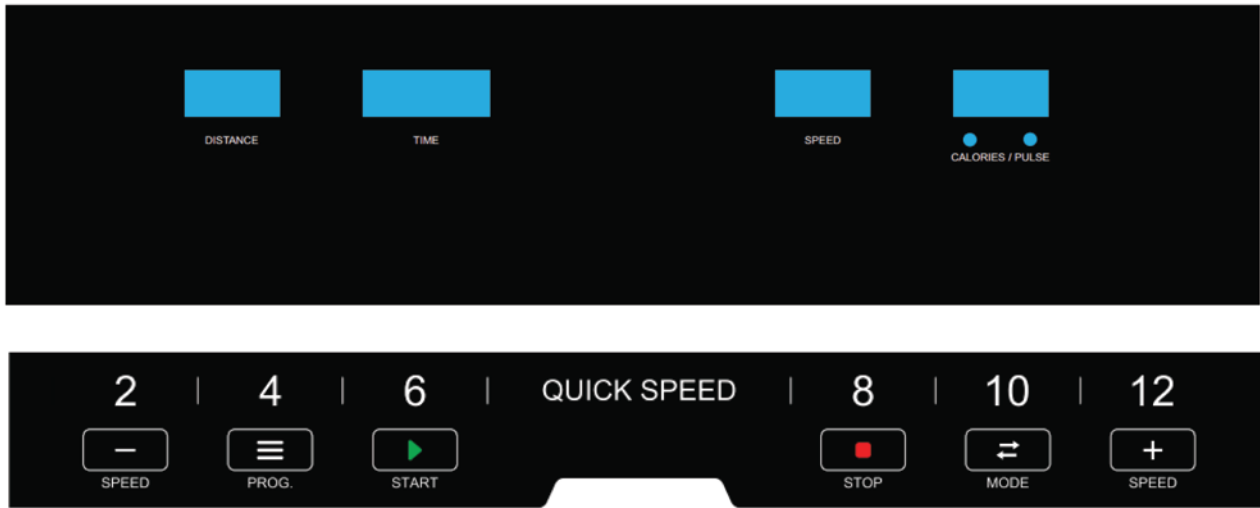 DISTANCE TIME SPEED
CALORIES / PULSE
2 | 4 | 6 | QUICK SPEED | 8 | 10 | 12
SPEED PROG. START STOP MODE SPEED